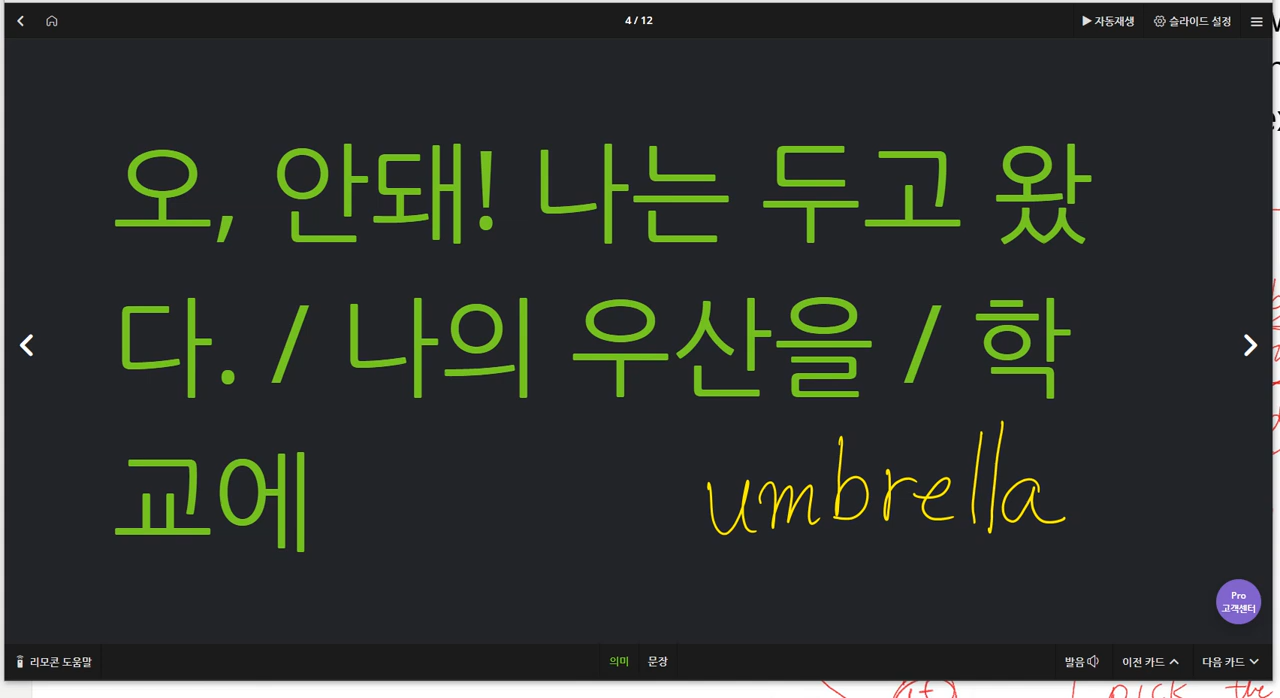 4 / 12
자동재생
슬라이드 설정
오, 안돼! 나는 두고 왔
다. / 나의 우산을 / 학
교에
umbrella
Pro
고객센터
리모콘 도움말
의미
문장
발음
이전 카드
다음 카드
pick the